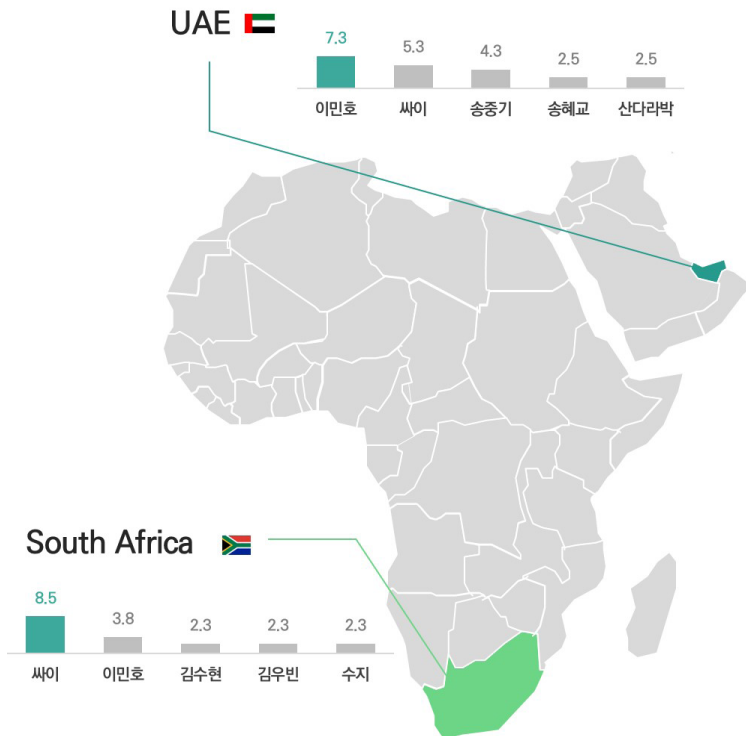 UAE
7.3 5.3 4.3 2.5 2.5
이민호 싸이 송중기 송혜교 산다라박
South Africa
8.5 3.8 2.3 2.3 2.3
싸이 이민호 김수현 김우빈 수지